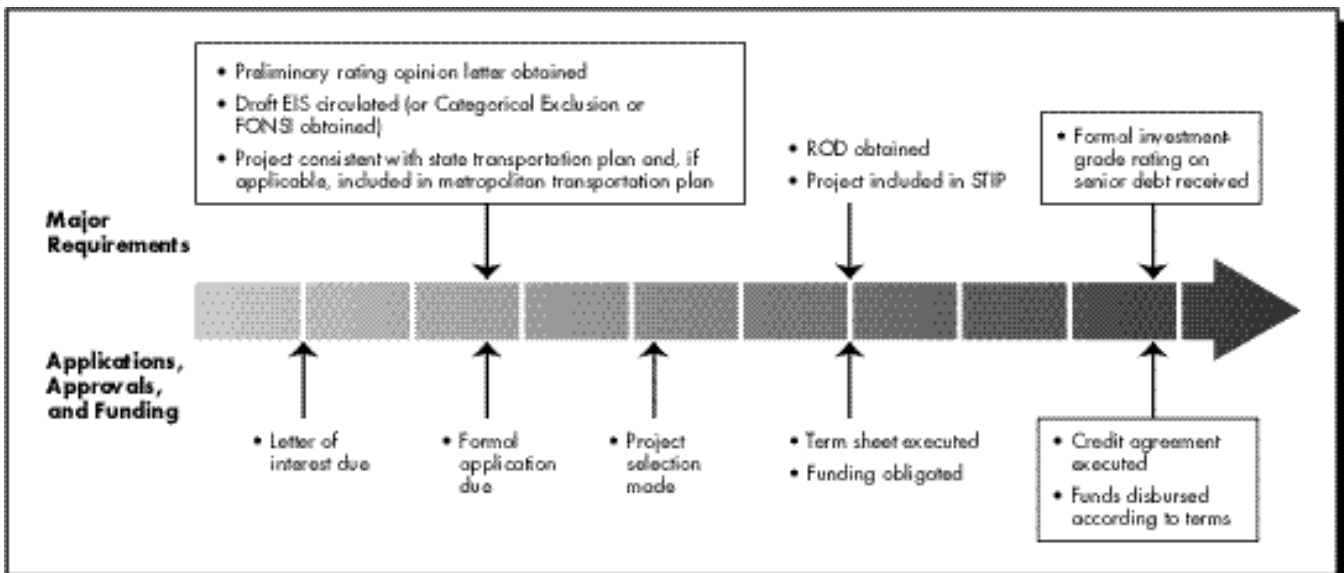 • Preliminary rating opinion letter obtained
• Draft EIS circulated (or Categorical Exclusion or
FONSI obtained)
• Project consistent with state transportation plan and, if
applicable, included in metropolitan transportation plan
• ROD obtained
• Project included in STIP
• Formal investment-
grade rating on
senior debt received
Major
Requirements
Applications,
Approvals,
and Funding
• Letter of
interest due
• Formal
application
due
• Project
selection
made
• Term sheet executed
• Funding obligated
• Credit agreement
executed
• Funds disbursed
according to terms